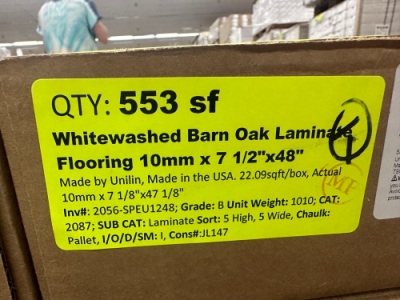 QTY: 553 sf
Whitewashed Barn Oak Laminate
Flooring 10mm x 7 1/2"x48"
Made by Unilin, Made in the USA. 22.09sqft/box, Actual
10mm x 7 1/8"x47 1/8"
Inv#: 2056-SPEU1248; Grade: B Unit Weight: 1010; CAT:
2087; SUB CAT: Laminate Sort: 5 High, 5 Wide, Chaulk:
Pallet, I/O/D/SM: I, Cons#:JL147
MF